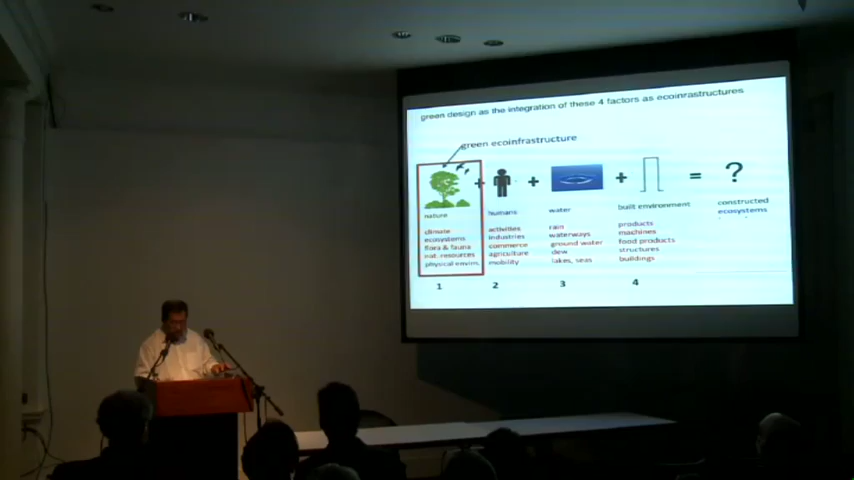 green design as the integration of these 4 factors as ecoinfrastructures
green ecoinfrastructure
+ + + = ?
nature humans water built environment constructed ecosystems
climate
ecosystems
flora & fauna
nat. resources
physical envirn.
activities
industries
commerce
agriculture
mobility
rain
waterways
ground water
dew
lakes, seas
products
machines
food products
structures
buildings
1 2 3 4